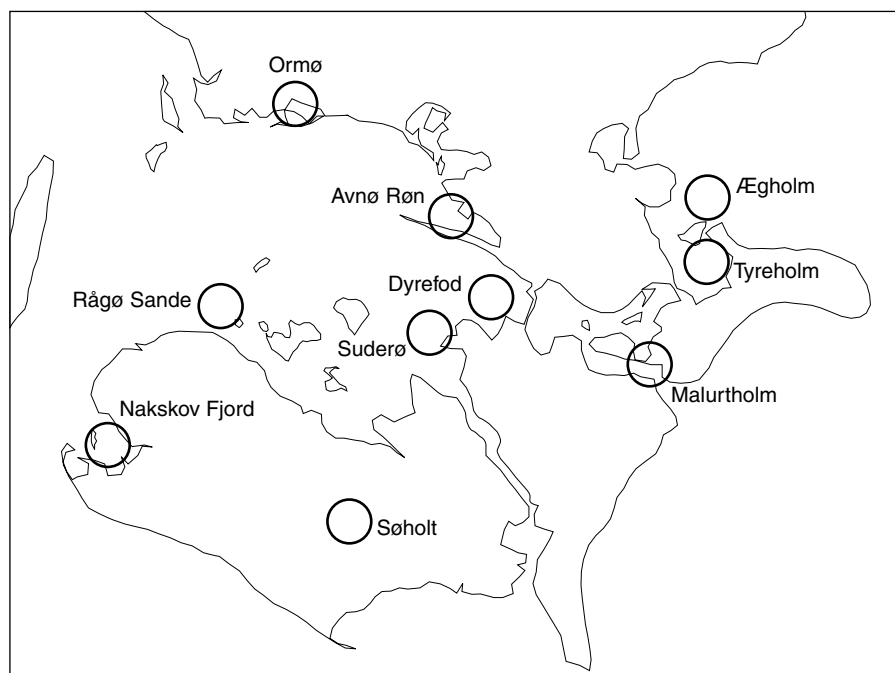 Ormø
Ægholm
Avnø Røn
Tyreholm
Dyrefod
Rågø Sande
Suderø
Malurtholm
Nakskov Fjord
Søholt